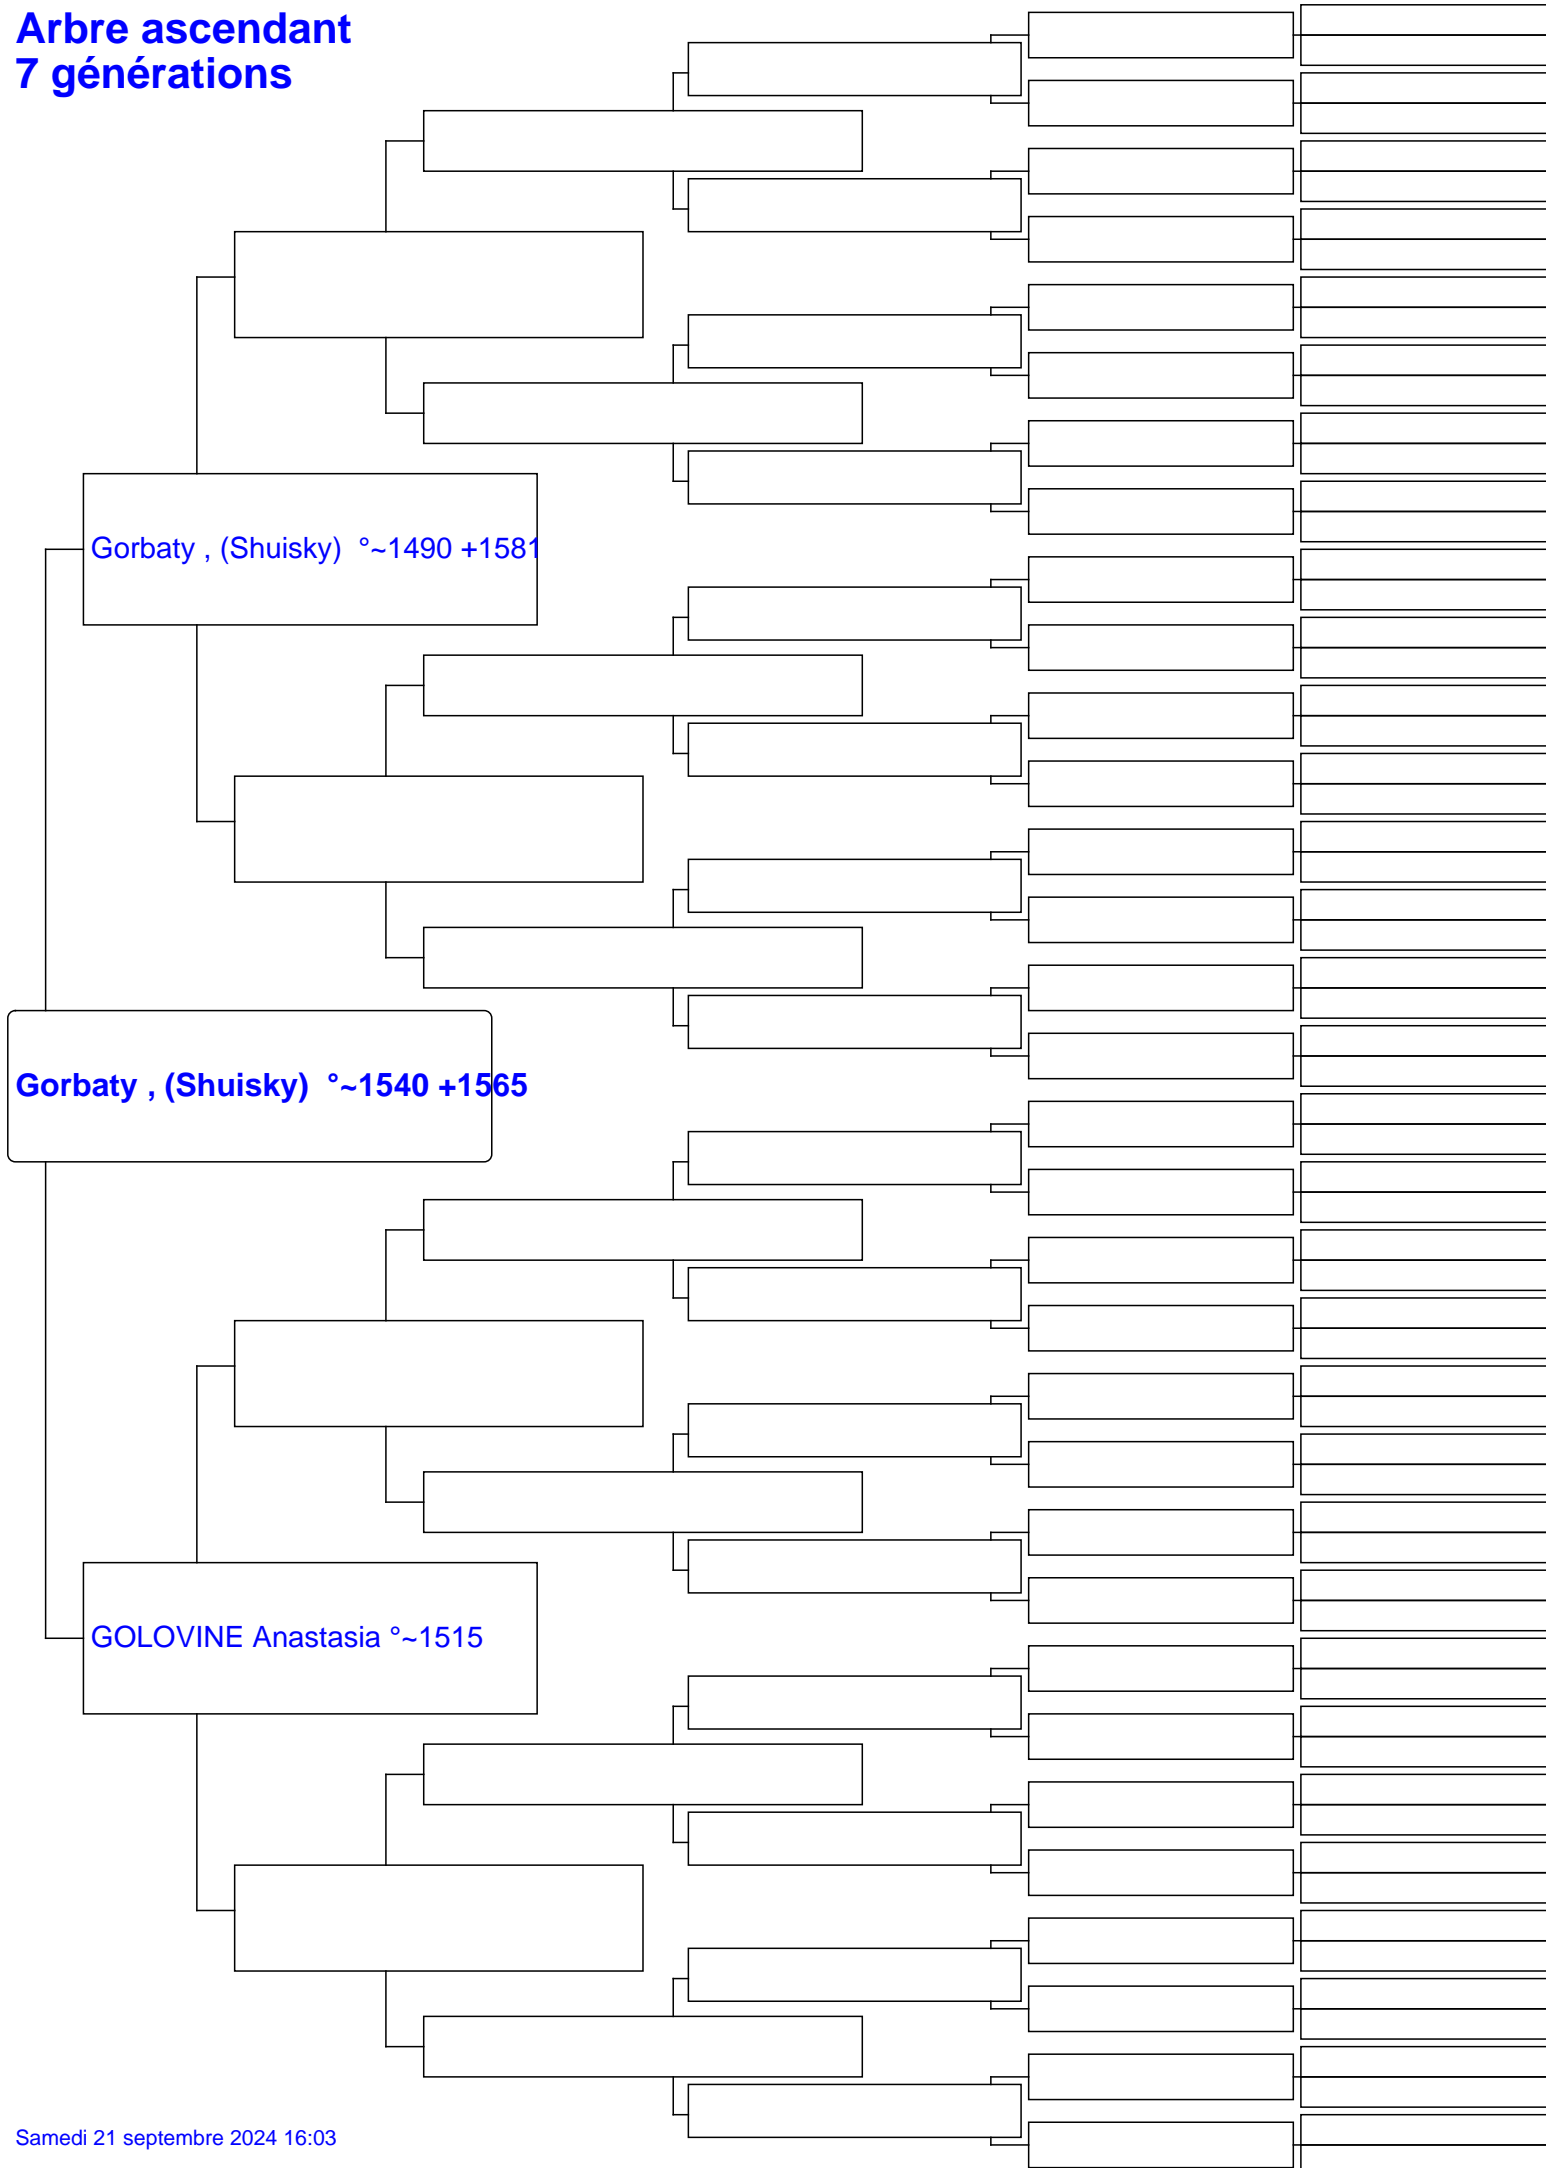 Arbre ascendant
7 générations
Gorbaty , (Shuisky)  °~1490 +1581
Gorbaty , (Shuisky)  °~1540 +1565
GOLOVINE Anastasia °~1515
Samedi 21 septembre 2024 16:03